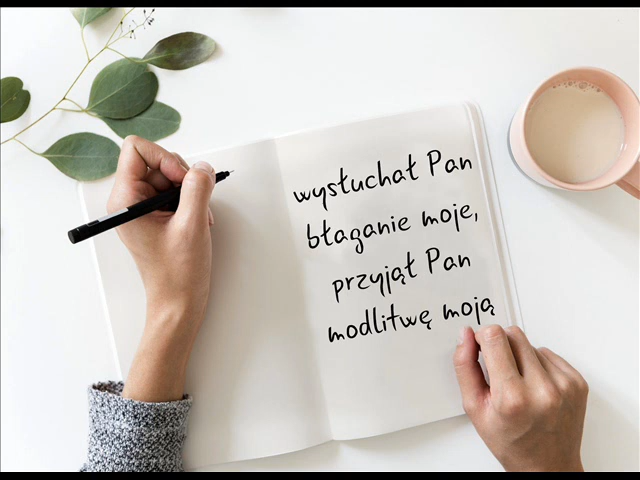 wysłuchał Pan
błaganie moje,
przyjął Pan
modlitwę moją